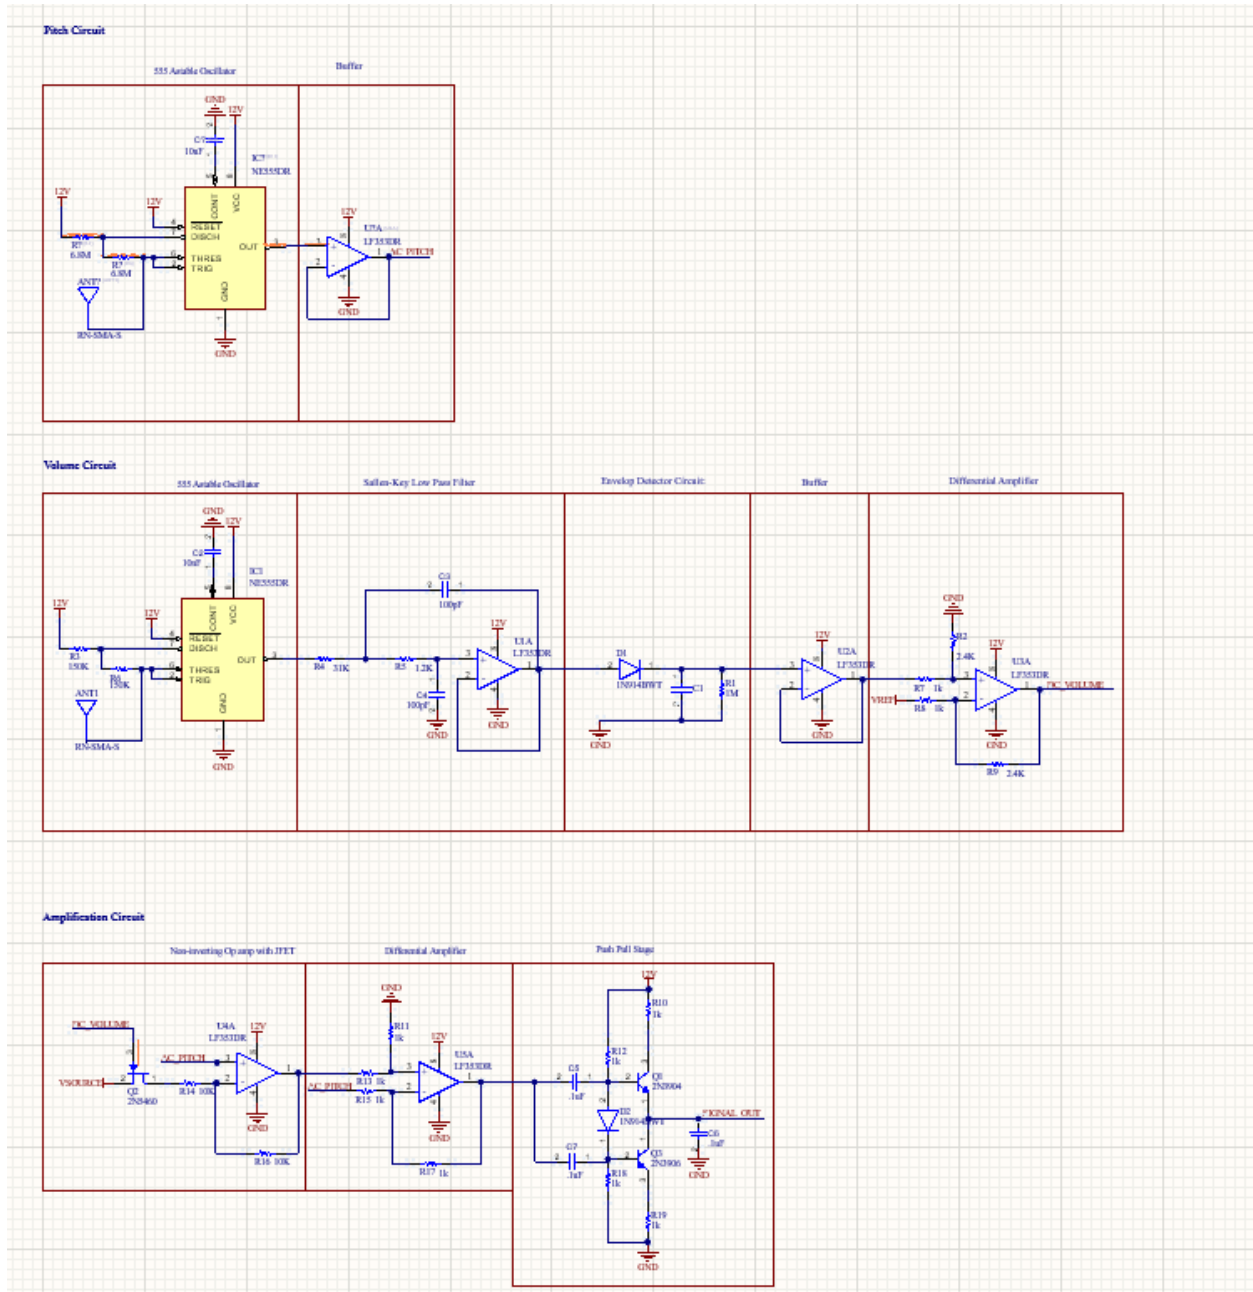 Pitch Circuit
555 Astable Oscillator
Buffer
GND
12V
C?
10nF
IC?
NE555DR
12V
12V
CONT
VCC
RESET
DISCH
OUT
THRES
TRIG
GND
R?
6.8M
R?
6.8M
ANT?
RN-SMA-S
GND
12V
U?A
LF353DR
AC_PITCH
GND
Volume Circuit
555 Astable Oscillator
Sallen-Key Low Pass Filter
Envelop Detector Circuit
Buffer
Differential Amplifier
GND
12V
C2
10nF
IC1
NE555DR
12V
12V
CONT
VCC
RESET
DISCH
OUT
THRES
TRIG
GND
R3
150K
R6
150K
ANT1
RN-SMA-S
GND
C3
100pF
R4
R5
1.2K
C4
100pF
GND
12V
U1A
LF353DR
GND
D1
1N914BWT
C1
R1
1M
GND
12V
U2A
LF353DR
GND
GND
R2
2.4K
12V
U3A
LF353DR
R7 1k
VREF
R8 1k
DC_VOLUME
GND
R9 2.4K
Amplification Circuit
Non-inverting Op amp with JFET
Differential Amplifier
Push Pull Stage
DC_VOLUME
VSOURCE
Q2
2N5460
AC_PITCH
R14 10K
U4A
LF353DR
12V
GND
R16 10K
GND
R11
1k
R13 1k
AC_PITCH
R15 1k
12V
U5A
LF353DR
GND
R17 1k
12V
R10
1k
R12
1k
C5
.1uF
Q1
2N3904
D2
SIGNAL_OUT
C6
.1uF
GND
C7
.1uF
Q3
2N3906
R18
1k
R19
1k
GND